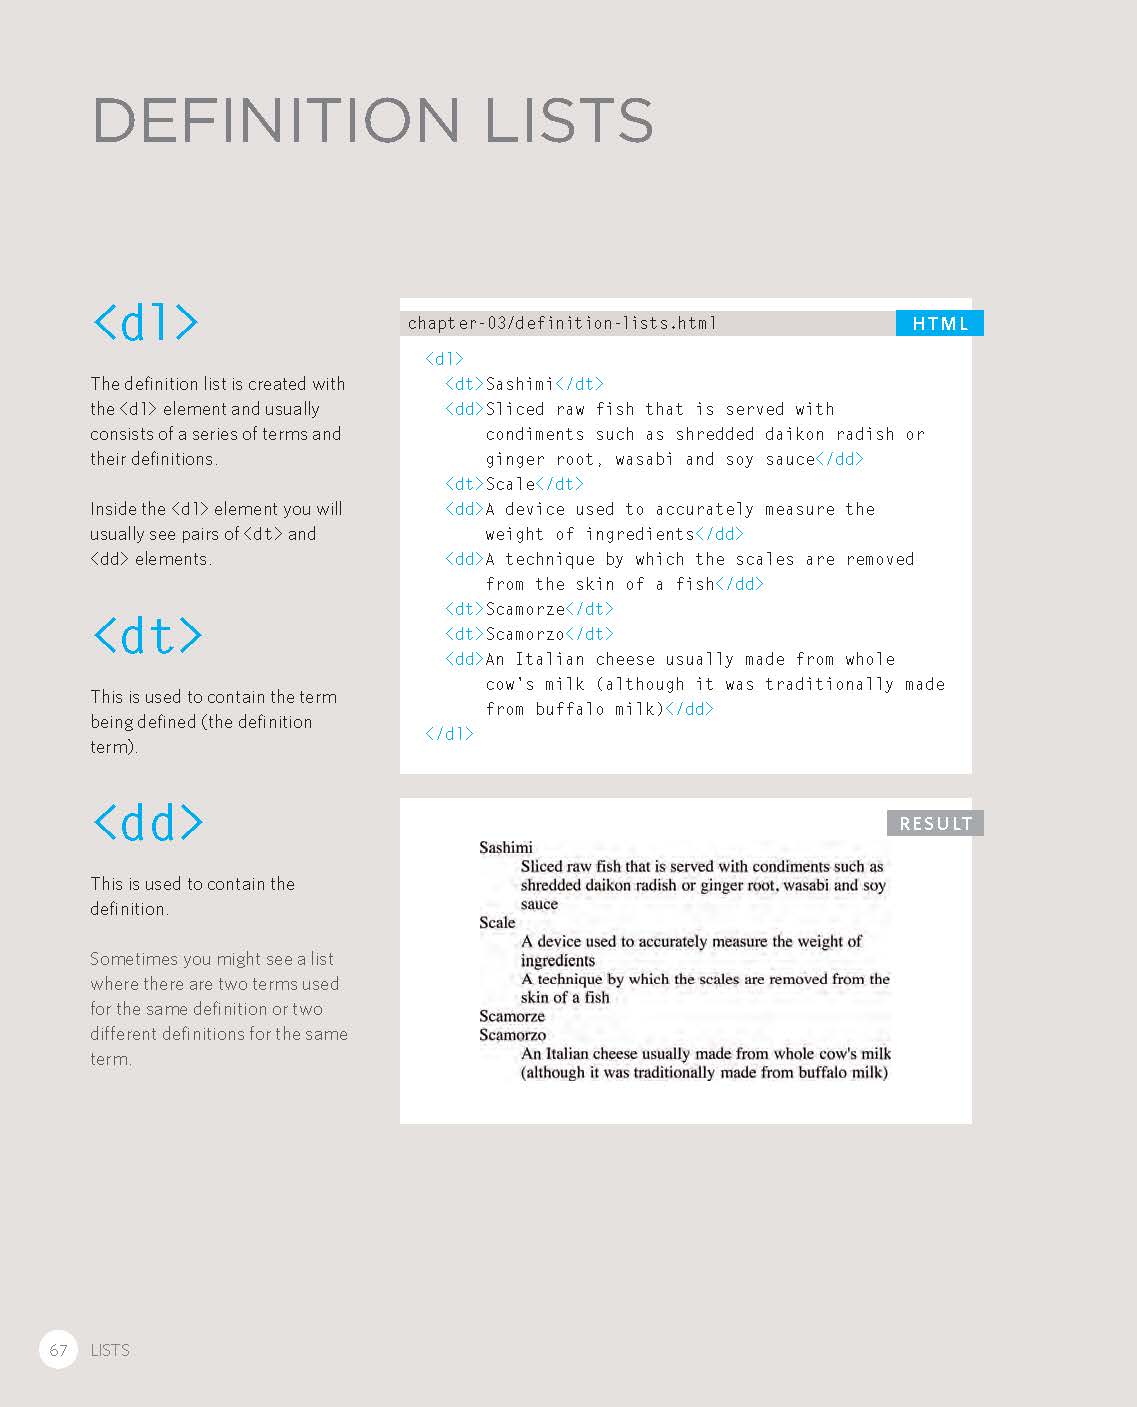 DEFINITION LISTS
<dl>
The definition list is created with
the <dl> element and usually
consists of a series of terms and
their definitions.
Inside the <dl> element you will
usually see pairs of <dt> and
<dd> elements.
<dt>
This is used to contain the term
being defined (the definition
term).
<dd>
This is used to contain the
definition.
Sometimes you might see a list
where there are two terms used
for the same definition or two
different definitions for the same
term.
chapter-03/definition-lists.html HTML
<dl>
<dt>Sashimi</dt>
<dd>Sliced raw fish that is served with
condiments such as shredded daikon radish or
ginger root, wasabi and soy sauce</dd>
<dt>Scale</dt>
<dd>A device used to accurately measure the
weight of ingredients</dd>
<dd>A technique by which the scales are removed
from the skin of a fish</dd>
<dt>Scamorze</dt>
<dt>Scamorzo</dt>
<dd>An Italian cheese usually made from whole
cow's milk (although it was traditionally made
from buffalo milk)</dd>
</dl>
RESULT
Sashimi
Sliced raw fish that is served with condiments such as
shredded daikon radish or ginger root, wasabi and soy
sauce
Scale
A device used to accurately measure the weight of
ingredients
A technique by which the scales are removed from the
skin of a fish
Scamorze
Scamorzo
An Italian cheese usually made from whole cow's milk
(although it was traditionally made from buffalo milk)
67 LISTS